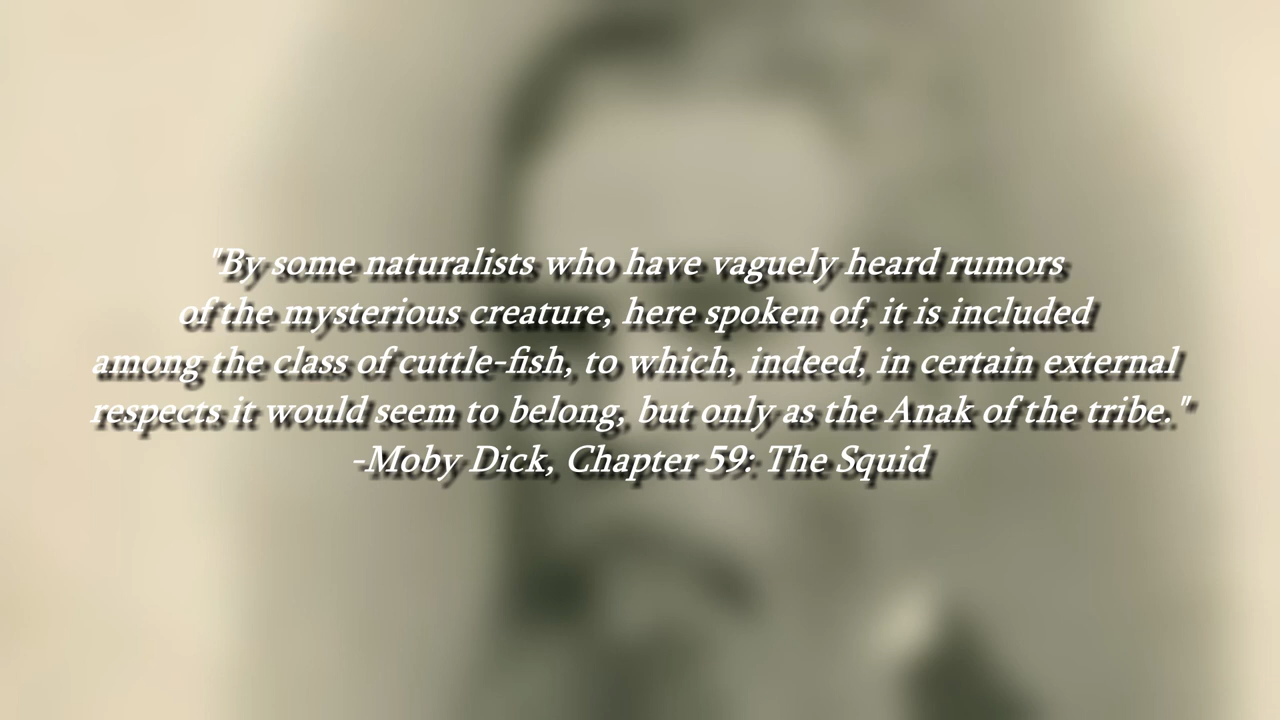 "By some naturalists who have vaguely heard rumors
of the mysterious creature, here spoken of, it is included
among the class of cuttle-fish, to which, indeed, in certain external
respects it would seem to belong, but only as the Anak of the tribe."
-Moby Dick, Chapter 59: The Squid